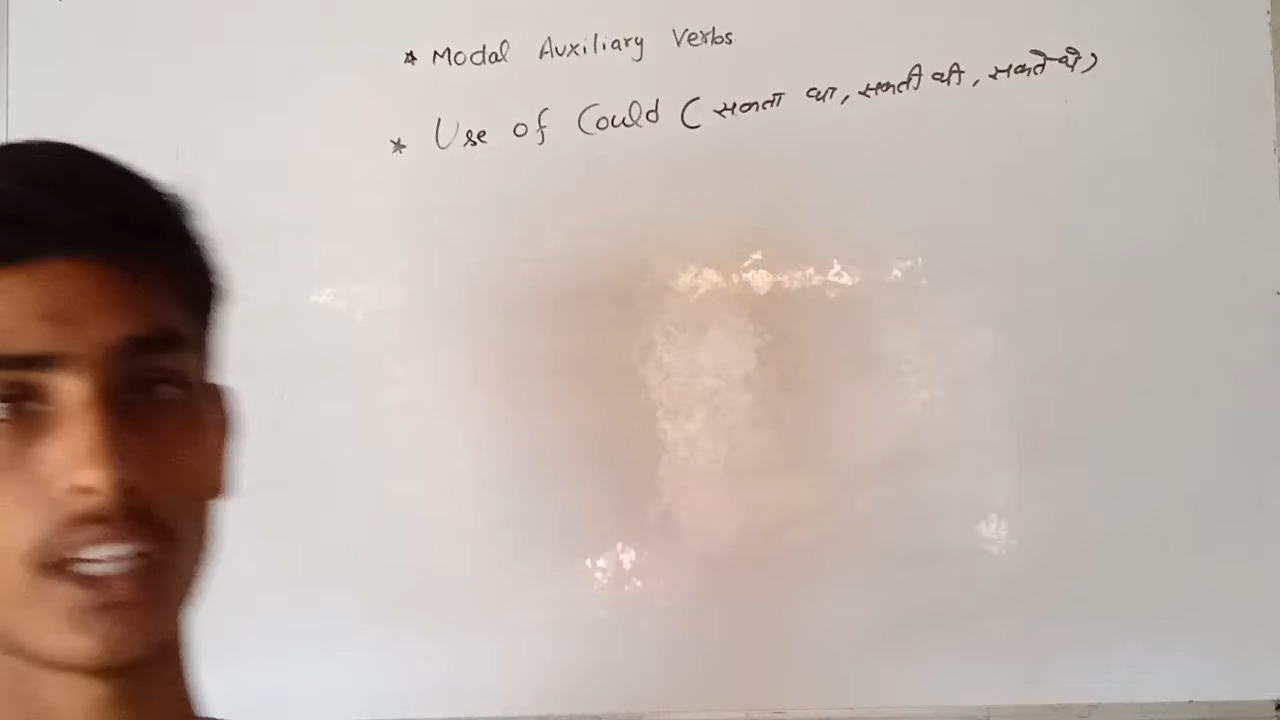 * Modal Auxiliary Verbs
* Use of Could ( सकता था, सकती थी, सकते थे)